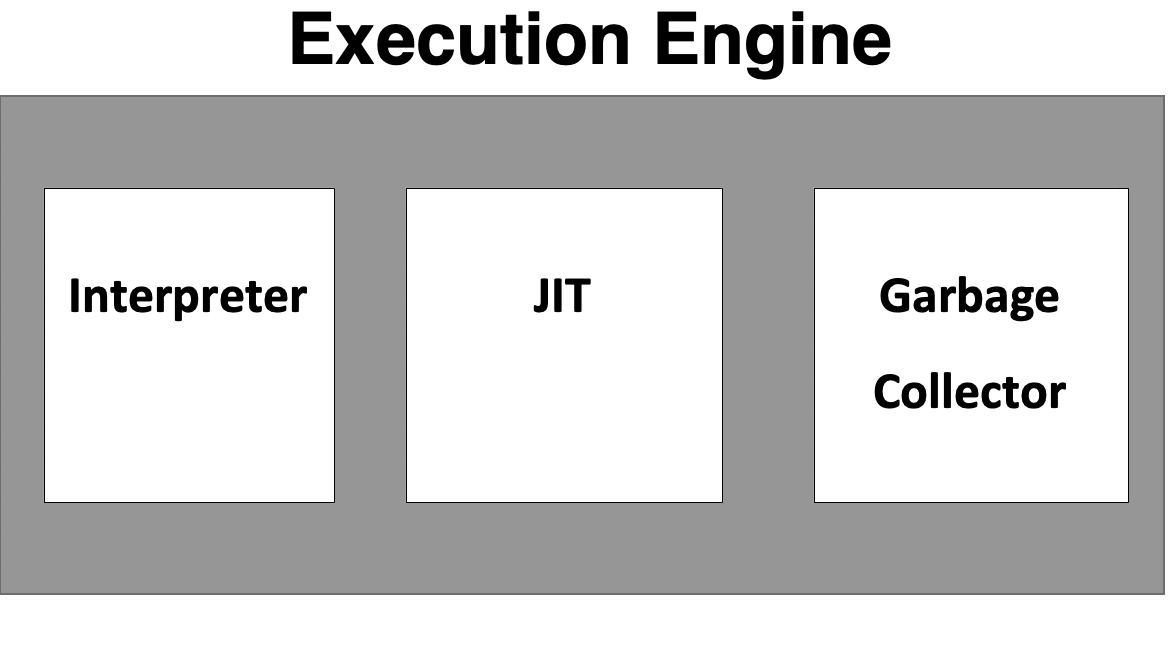 Execution Engine
Interpreter
JIT
Garbage
Collector